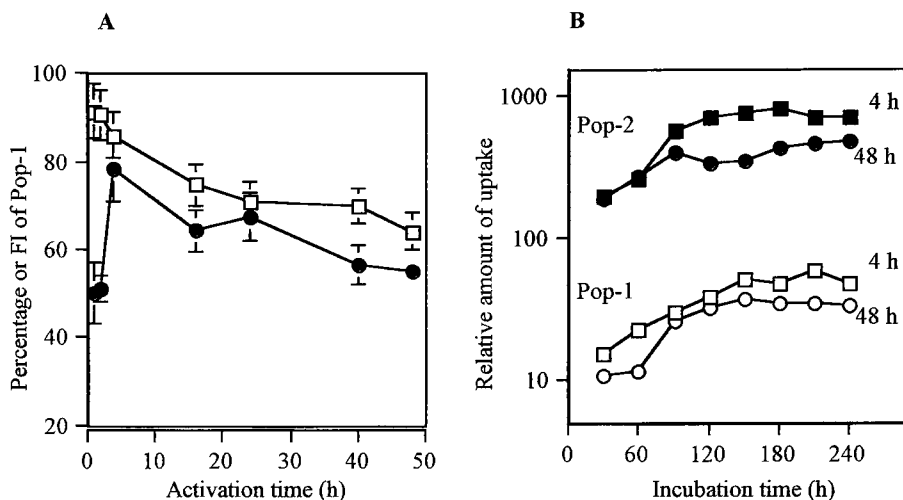 A
Percentage or FI of Pop-1
100
80
60
40
20
0
10
20
30
40
50
Activation time (h)
B
Relative amount of uptake
1000
100
10
Pop-2
4 h
48 h
Pop-1
4 h
48 h
0
60
120
180
240
Incubation time (h)